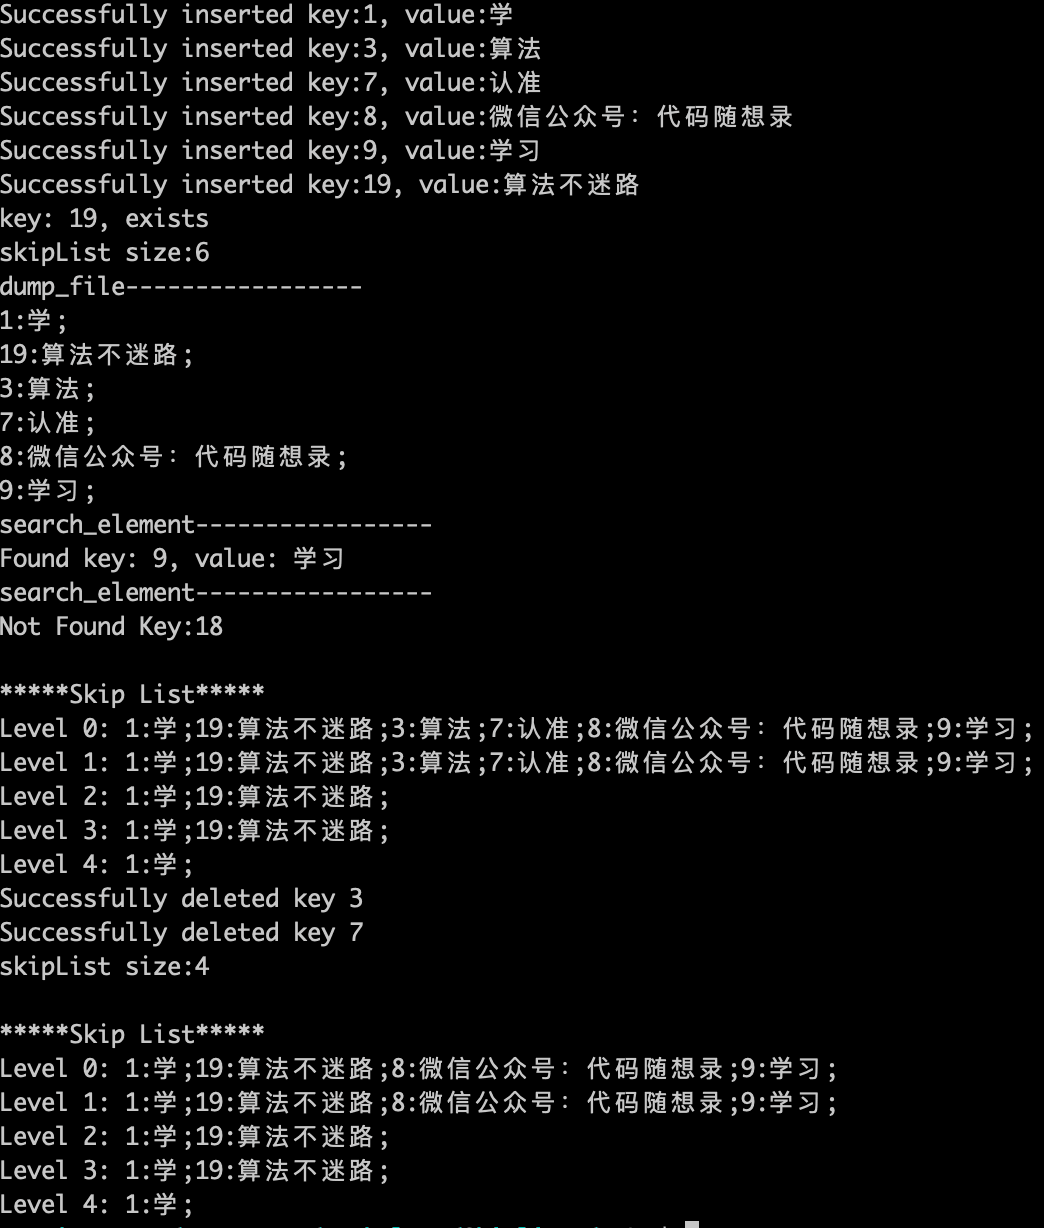 Successfully inserted key:1, value:学
Successfully inserted key:3, value:算法
Successfully inserted key:7, value:认准
Successfully inserted key:8, value:微信公众号：代码随想录
Successfully inserted key:9, value:学习
Successfully inserted key:19, value:算法不迷路
key: 19, exists
skipList size:6
dump_file-----------------
1:学;
19:算法不迷路;
3:算法;
7:认准;
8:微信公众号：代码随想录;
9:学习;
search_element-----------------
Found key: 9, value: 学习
search_element-----------------
Not Found Key:18
*****Skip List*****
Level 0: 1:学;19:算法不迷路;3:算法;7:认准;8:微信公众号：代码随想录;9:学习;
Level 1: 1:学;19:算法不迷路;3:算法;7:认准;8:微信公众号：代码随想录;9:学习;
Level 2: 1:学;19:算法不迷路;
Level 3: 1:学;19:算法不迷路;
Level 4: 1:学;
Successfully deleted key 3
Successfully deleted key 7
skipList size:4
*****Skip List*****
Level 0: 1:学;19:算法不迷路;8:微信公众号：代码随想录;9:学习;
Level 1: 1:学;19:算法不迷路;8:微信公众号：代码随想录;9:学习;
Level 2: 1:学;19:算法不迷路;
Level 3: 1:学;19:算法不迷路;
Level 4: 1:学;